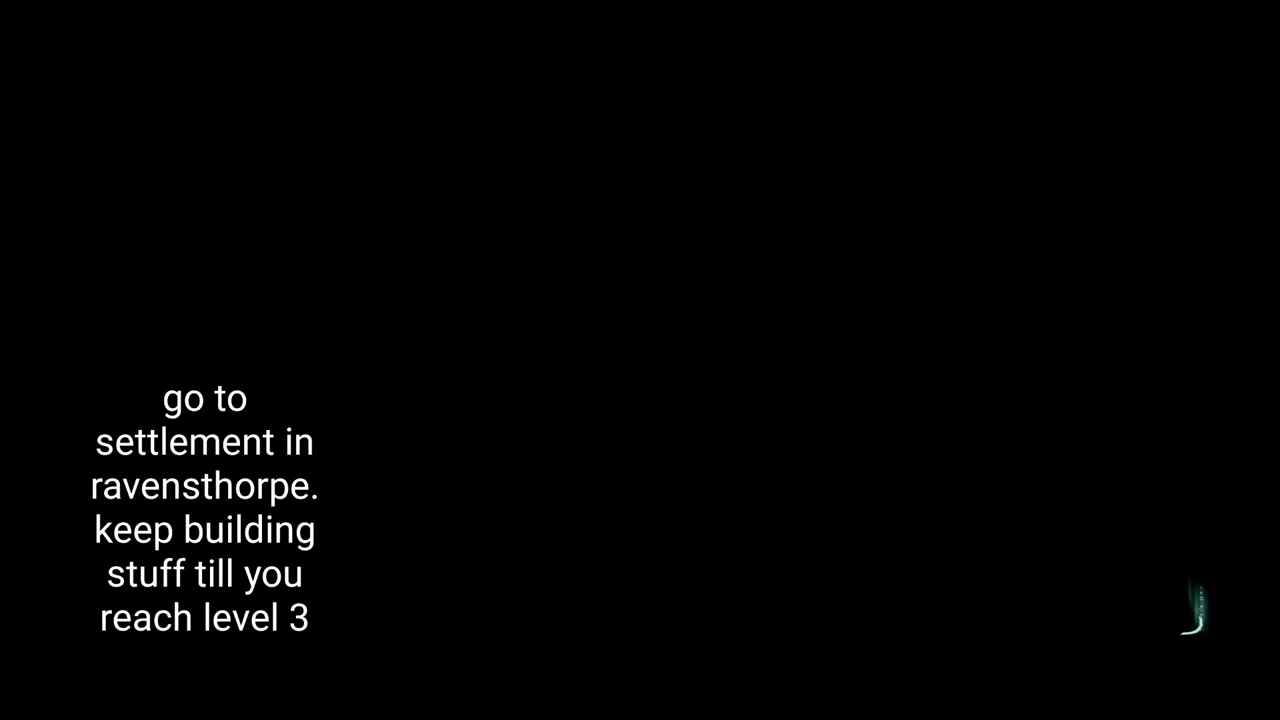 go to
settlement in
ravensthorpe.
keep building
stuff till you
reach level 3